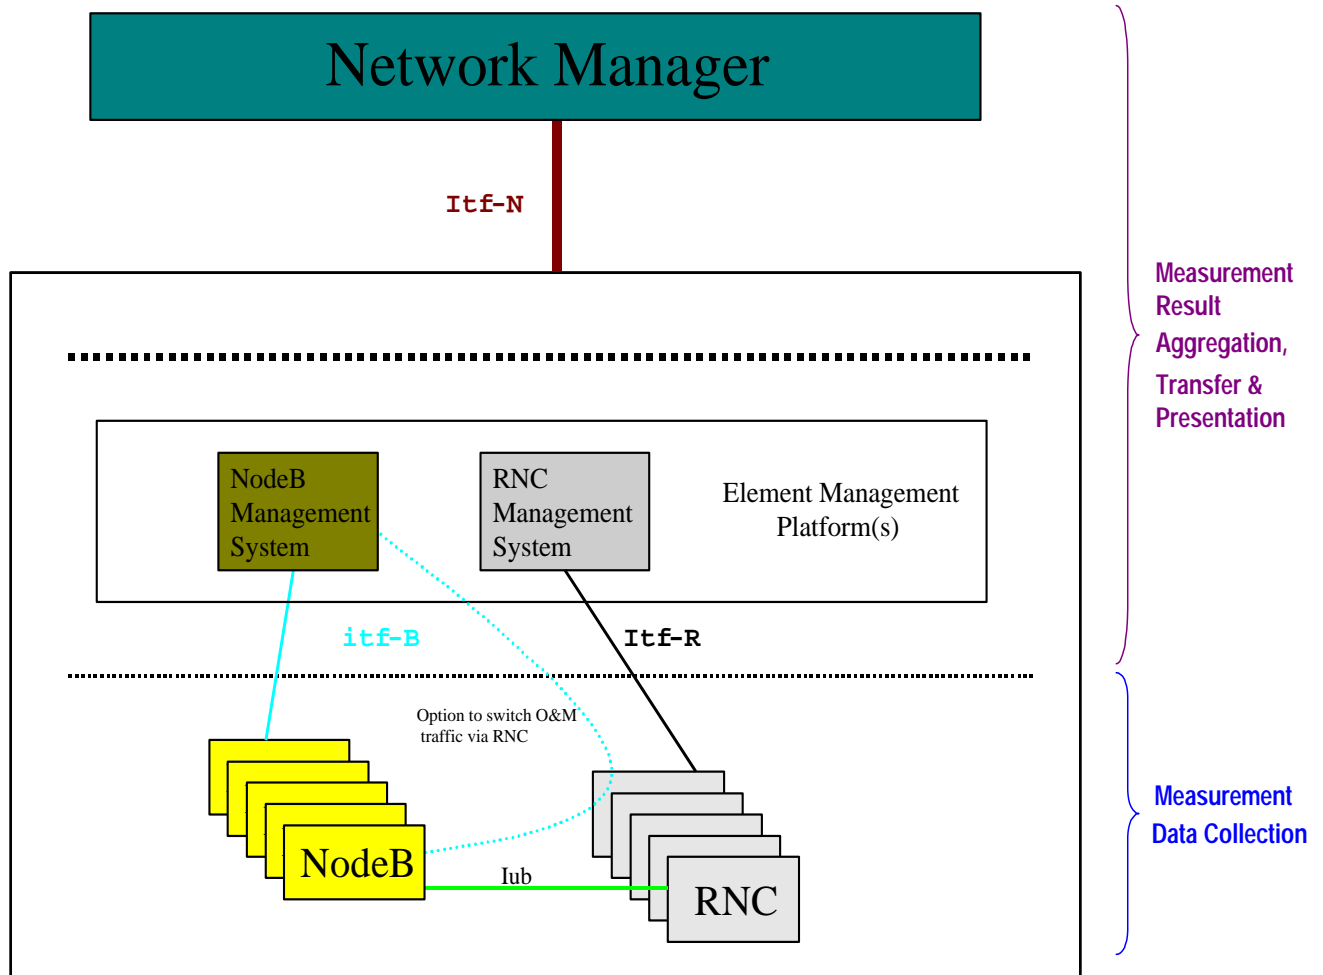 Network Manager
Itf-N
Measurement
Result
Aggregation,
Transfer &
Presentation
NodeB
Management
System
RNC
Management
System
Element Management
Platform(s)
itf-B
Itf-R
Option to switch O&M
traffic via RNC
Measurement
Data Collection
NodeB
Iub
RNC